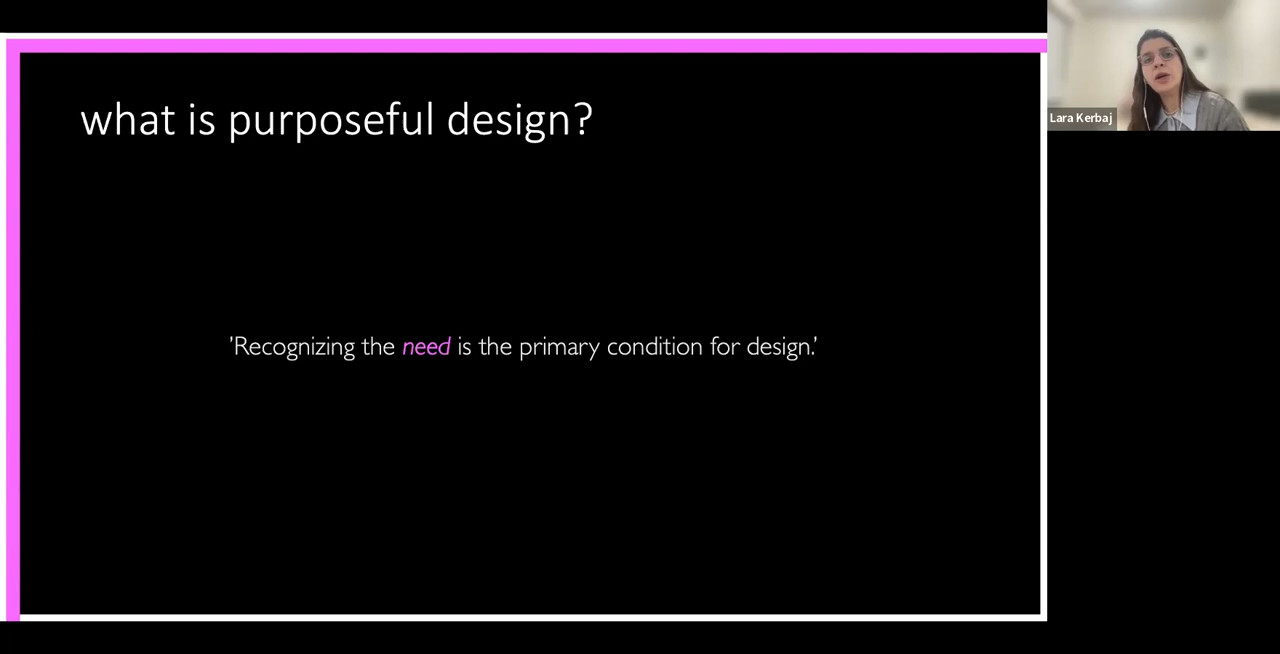 what is purposeful design?
'Recognizing the need is the primary condition for design.'
Lara Kerbaj